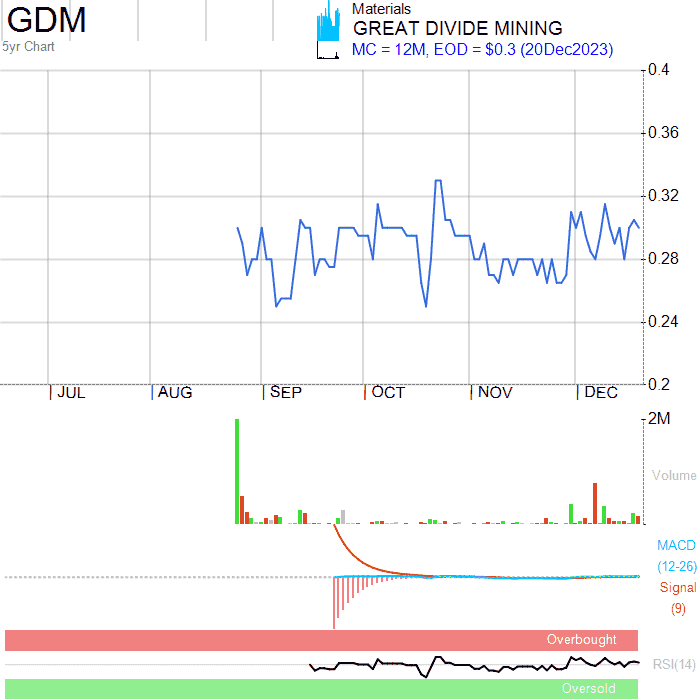 GDM
5yr Chart
Materials
GREAT DIVIDE MINING
MC = 12M, EOD = $0.3 (20Dec2023)
0.4
0.36
0.32
0.28
0.24
0.2
JUL AUG SEP OCT NOV DEC
2M
Volume
MACD
(12-26)
Signal
(9)
Overbought
RSI(14)
Oversold